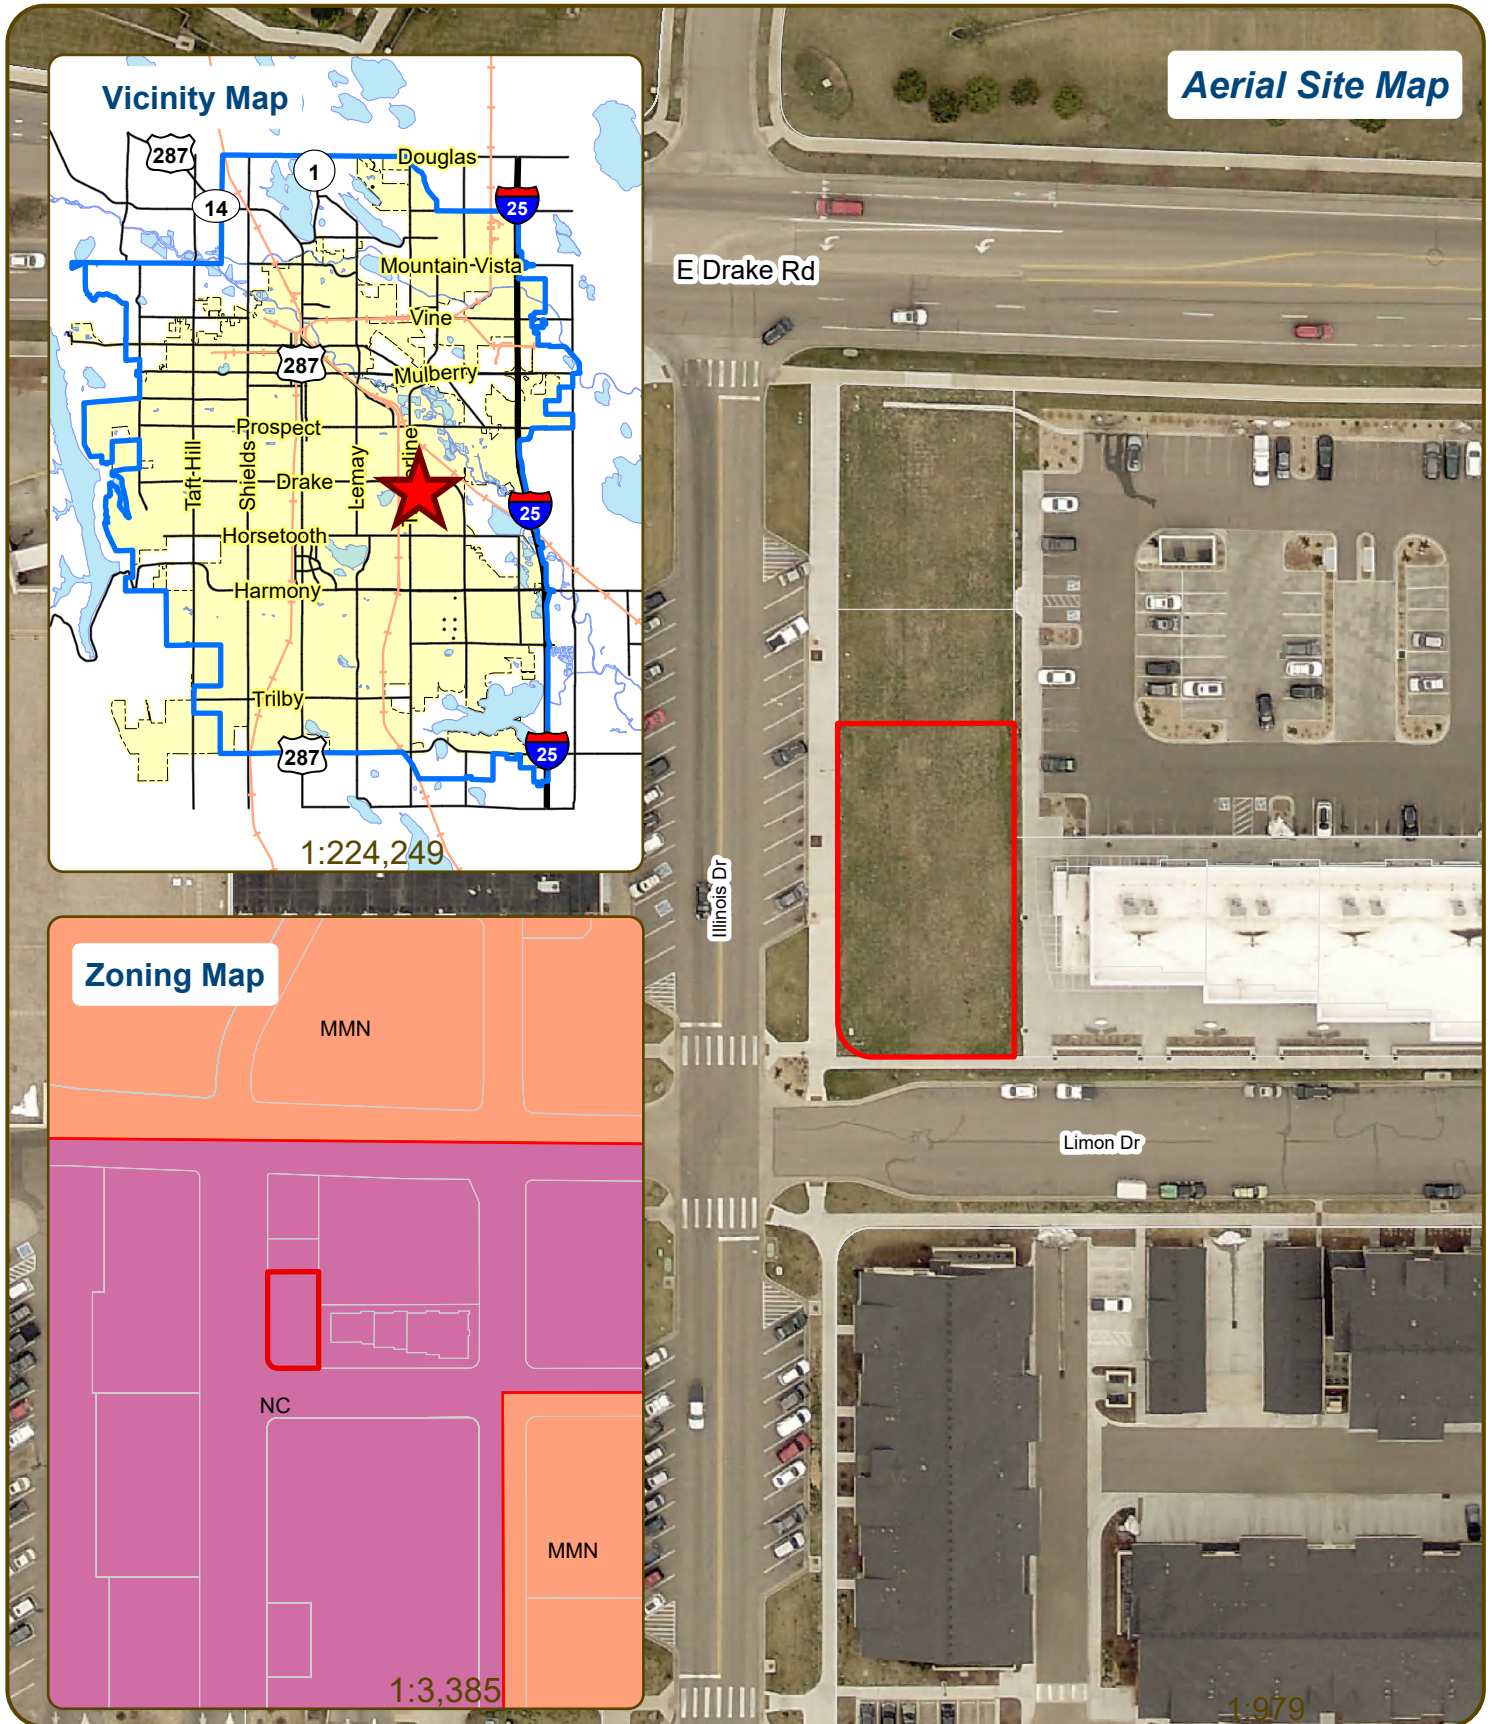 Vicinity Map
287
1
14
Douglas
25
Mountain Vista
Vine
287
Mulberry
Prospect
Taft Hill
Shields
Drake
Lemay
25
Horsetooth
Harmony
Trilby
287
25
1:224,249
Aerial Site Map
E Drake Rd
Illinois Dr
Limon Dr
1:979
Zoning Map
MMN
NC
MMN
1:3,385